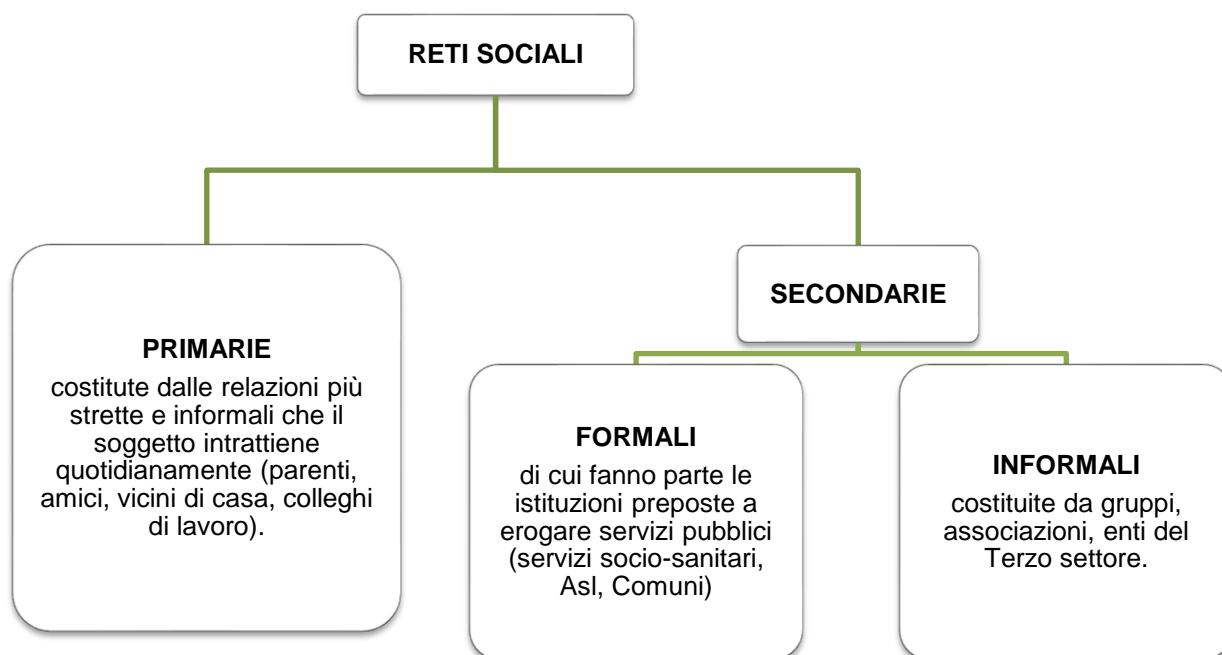 RETI SOCIALI
PRIMARIE
costitute dalle relazioni più
strette e informali che il
soggetto intrattiene
quotidianamente (parenti,
amici, vicini di casa, colleghi
di lavoro).
SECONDARIE
FORMALI
di cui fanno parte le
istituzioni preposte a
erogare servizi pubblici
(servizi socio-sanitari,
Asl, Comuni)
INFORMALI
costituite da gruppi,
associazioni, enti del
Terzo settore.